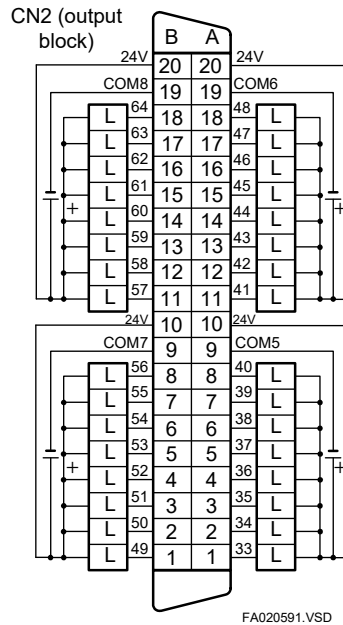 CN2 (output
block)
B A
24V 20 20 24V
COM8 19 19 COM6
L 64 18 18 48 L
L 63 17 17 47 L
L 62 16 16 46 L
L 61 15 15 45 L
+ L 60 14 14 44 L +
L 59 13 13 43 L
L 58 12 12 42 L
L 57 11 11 41 L
24V 10 10 24V
COM7 9 9 COM5
L 56 8 8 40 L
L 55 7 7 39 L
L 54 6 6 38 L
L 53 5 5 37 L
+ L 52 4 4 36 L +
L 51 3 3 35 L
L 50 2 2 34 L
L 49 1 1 33 L
FA020591.VSD